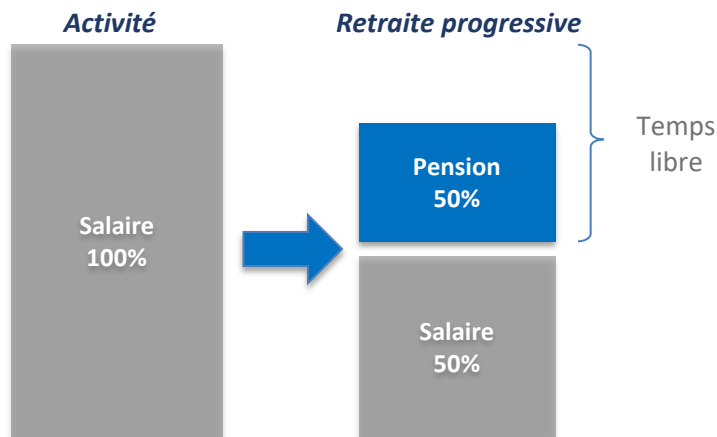 Activité
Retraite progressive
Salaire
100%
Pension
50%
Salaire
50%
Temps
libre